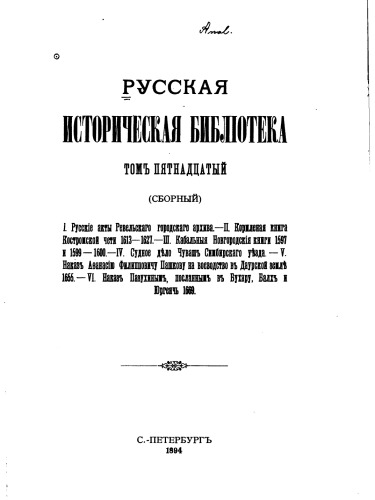 Anal.
РУССКАЯ
ИСТОРИЧЕСКАЯ БИБЛІОТЕКА
ТОМЪ ПЯТНАДЦАТЫЙ
(СБОРНЫЙ)
I. Русскіе акты Ревельскаго городскаго архива.—II. Кормленая книга
Костромской чети 1613—1627.—III. Кабальныя Новгородскія книги 1597
и 1599—1600.—IV. Судное дѣло Чувашъ Симбирскаго уѣзда.—V.
Наказъ Аѳанасію Филипповичу Пашкову на воеводство въ Даурской землѣ
1655.—VI. Наказъ Пазухинымъ, посланнымъ въ Бухару, Балхъ и
Юргенчъ 1669.
С.-ПЕТЕРБУРГЪ
1894